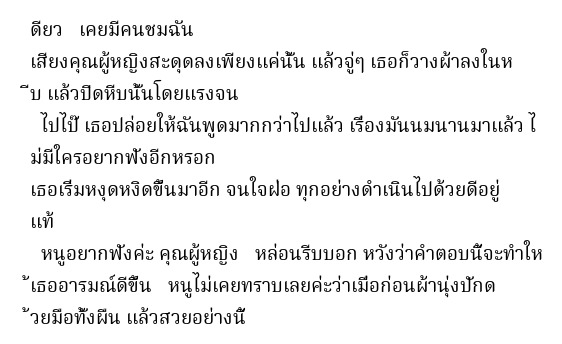 ดียว   เคยมีคนชมฉัน
เสียงคุณผู้หญิงสะดุดลงเพียงแค่นั้น แล้วจู่ๆ เธอก็วางผ้าลงในห
ีบ แล้วปิดหีบนั้นโดยแรงจน
ไปไป๊ เธอปล่อยให้ฉันพูดมากกว่าไปแล้ว เรื่องมันนมนานมาแล้ว ไ
ม่มีใครอยากฟังอีกหรอก
เธอเริ่มหงุดหงิดขึ้นมาอีก จนใจฝ่อ ทุกอย่างดำเนินไปด้วยดีอยู่
แท้
หนูอยากฟังค่ะ คุณผู้หญิง   หล่อนรีบบอก หวังว่าคำตอบนี้จะทำให
้เธออารมณ์ดีขึ้น   หนูไม่เคยทราบเลยค่ะว่าเมื่อก่อนผ้านุ่งปักด
้วยมือทั้งผืน แล้วสวยอย่างนี้